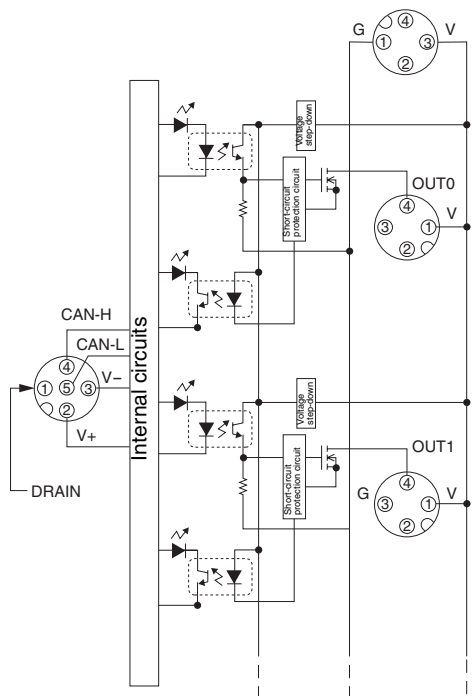 G
V
4
1
3
2
Voltage
step-down
Short-circuit
protection circuit
OUT0
4
3
1
V
2
Internal circuits
CAN-H
CAN-L
4
1
5
3
V–
2
V+
DRAIN
Voltage
step-down
Short-circuit
protection circuit
OUT1
4
G
3
1
V
2